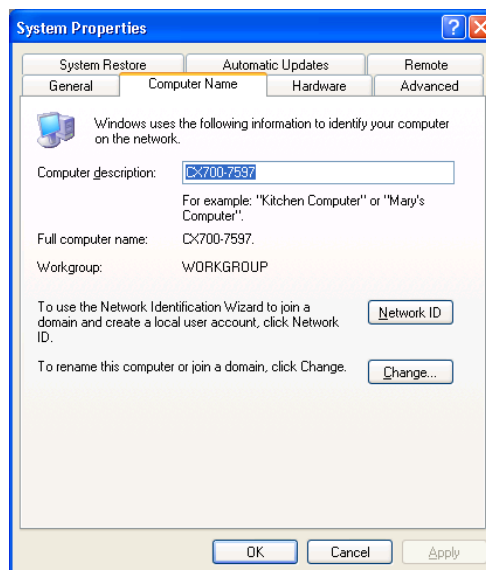 System Properties
System Restore Automatic Updates Remote
General Computer Name Hardware Advanced
Windows uses the following information to identify your computer
on the network.
Computer description: CX700-7597
For example: "Kitchen Computer" or "Mary's
Computer".
Full computer name: CX700-7597.
Workgroup: WORKGROUP
To use the Network Identification Wizard to join a
domain and create a local user account, click Network
ID.
Network ID
To rename this computer or join a domain, click Change.
Change...
OK Cancel Apply